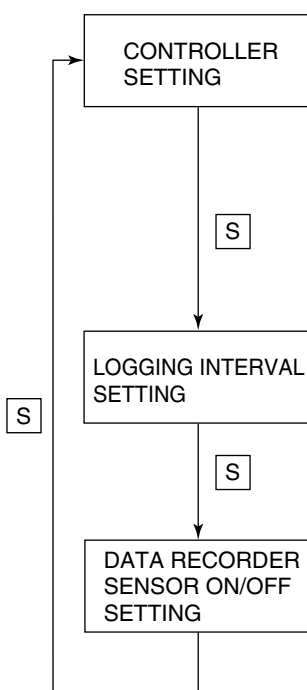 CONTROLLER
SETTING
S
LOGGING INTERVAL
SETTING
S
S
DATA RECORDER
SENSOR ON/OFF
SETTING